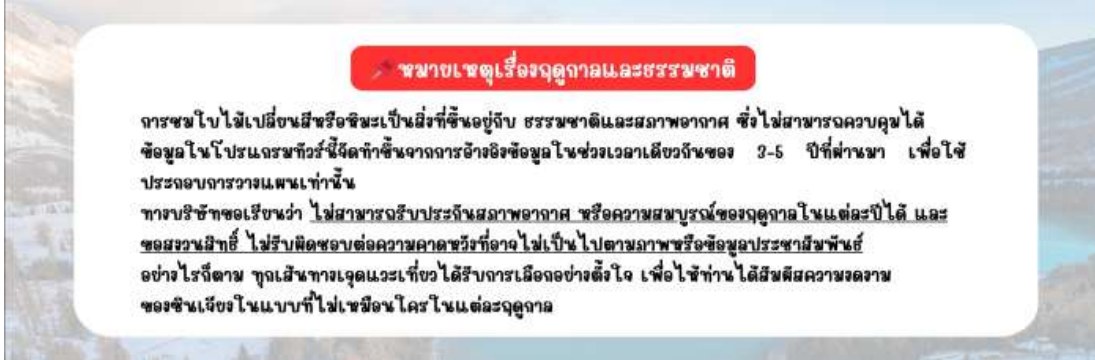 📌 หมายเหตุเรื่องฤดูกาลและธรรมชาติ
การชมใบไม้เปลี่ยนสีหรือหิมะเป็นสิ่งที่ขึ้นอยู่กับ ธรรมชาติและสภาพอากาศ ซึ่งไม่สามารถควบคุมได้
ข้อมูลในโปรแกรมทัวร์นี้จัดทำขึ้นจากการอ้างอิงข้อมูลในช่วงเวลาเดียวกันของ 3-5 ปีที่ผ่านมา เพื่อใช้
ประกอบการวางแผนเท่านั้น
ทางบริษัทขอเรียนว่า ไม่สามารถรับประกันสภาพอากาศ หรือความสมบูรณ์ของฤดูกาลในแต่ละปีได้ และ
ขอสงวนสิทธิ์ ไม่รับผิดชอบต่อความคาดหวังที่อาจไม่เป็นไปตามภาพหรือข้อมูลประชาสัมพันธ์
อย่างไรก็ตาม ทุกเส้นทางจุดแวะเที่ยวได้รับการเลือกอย่างตั้งใจ เพื่อให้ท่านได้สัมผัสความงดงาม
ของซินเจียงในแบบที่ไม่เหมือนใครในแต่ละฤดูกาล